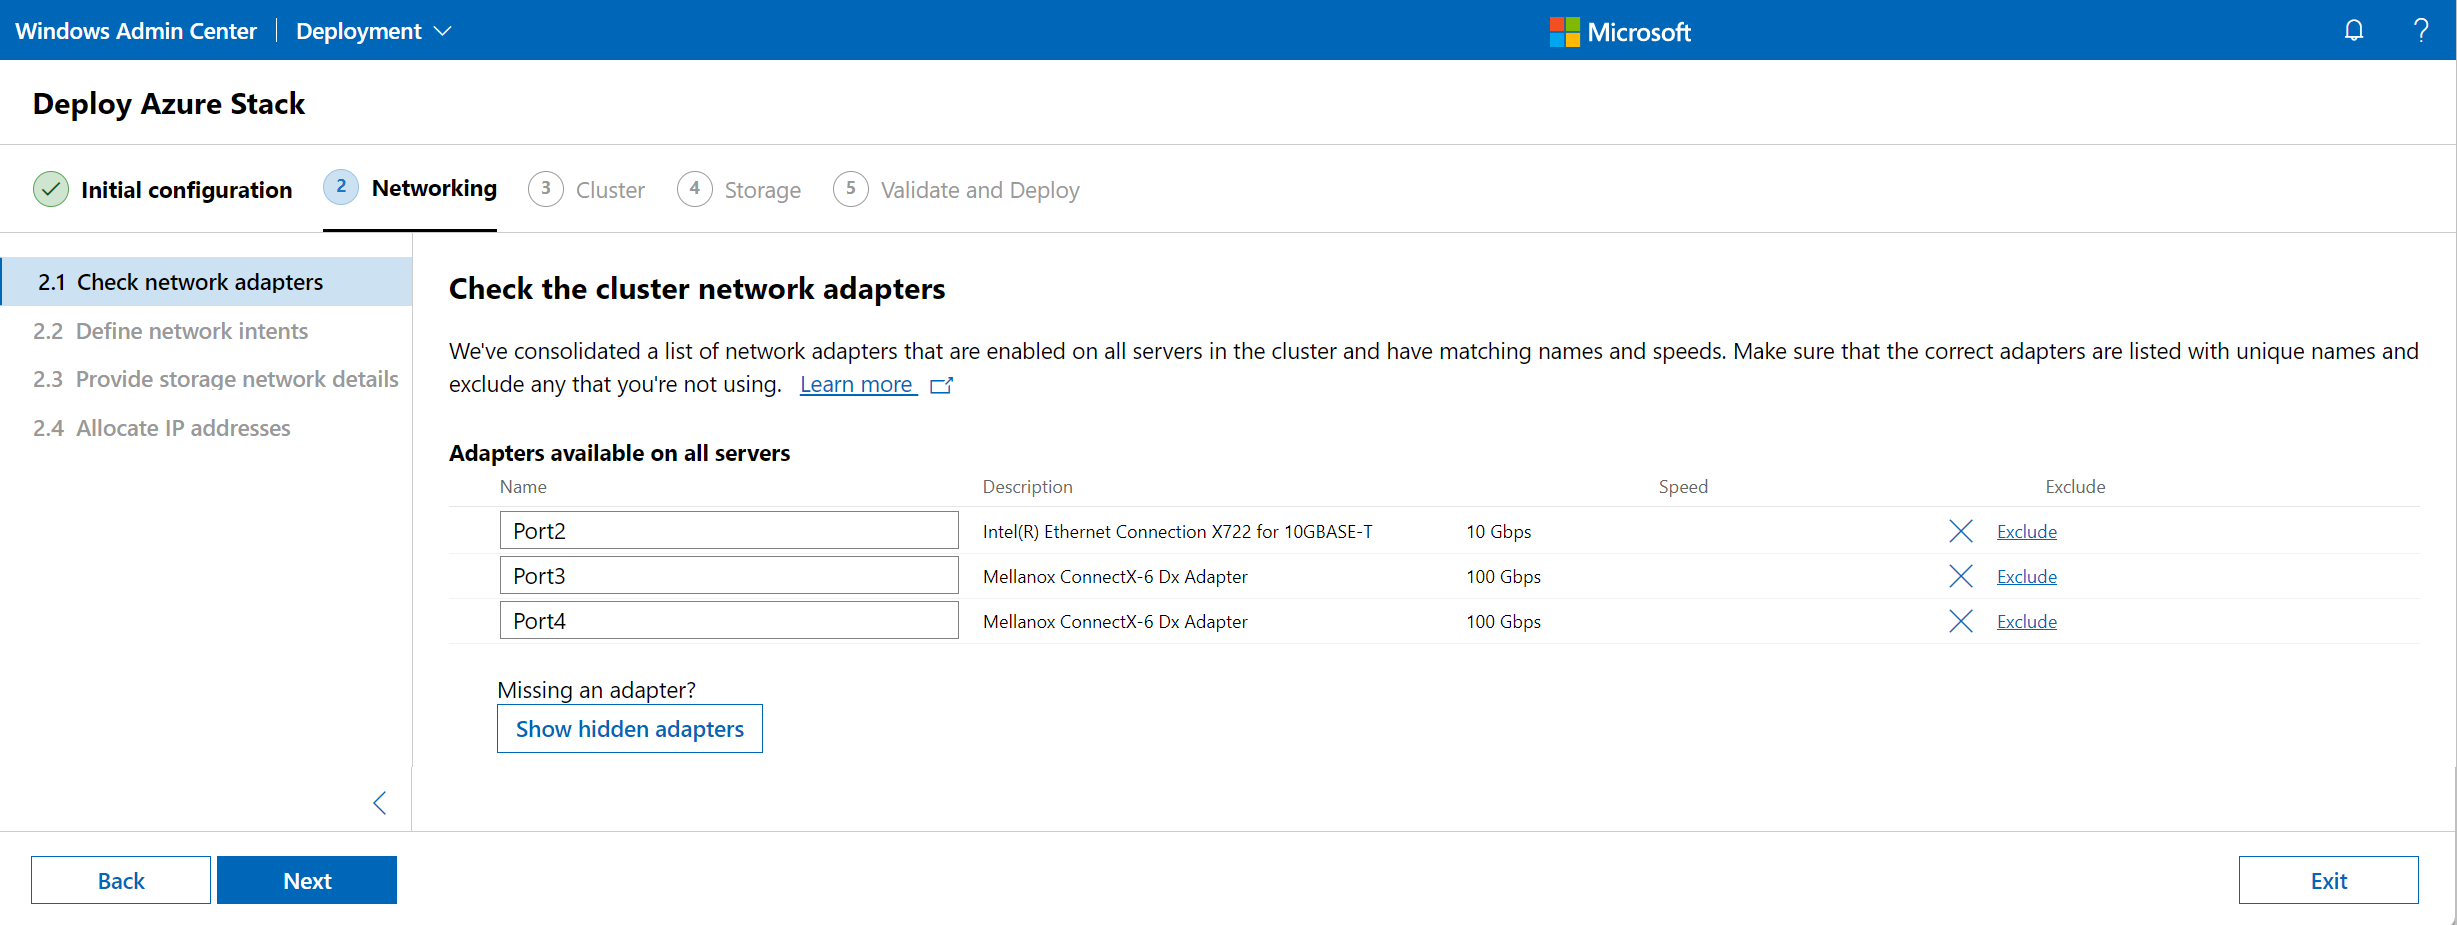 Windows Admin Center Deployment Microsoft ?
Deploy Azure Stack
Initial configuration 2 Networking 3 Cluster 4 Storage 5 Validate and Deploy
2.1 Check network adapters
2.2 Define network intents
2.3 Provide storage network details
2.4 Allocate IP addresses
Check the cluster network adapters
We've consolidated a list of network adapters that are enabled on all servers in the cluster and have matching names and speeds. Make sure that the correct adapters are listed with unique names and
exclude any that you're not using. Learn more
Adapters available on all servers
Name Description Speed Exclude
Port2 Intel(R) Ethernet Connection X722 for 10GBASE-T 10 Gbps Exclude
Port3 Mellanox ConnectX-6 Dx Adapter 100 Gbps Exclude
Port4 Mellanox ConnectX-6 Dx Adapter 100 Gbps Exclude
Missing an adapter?
Show hidden adapters
Back Next Exit